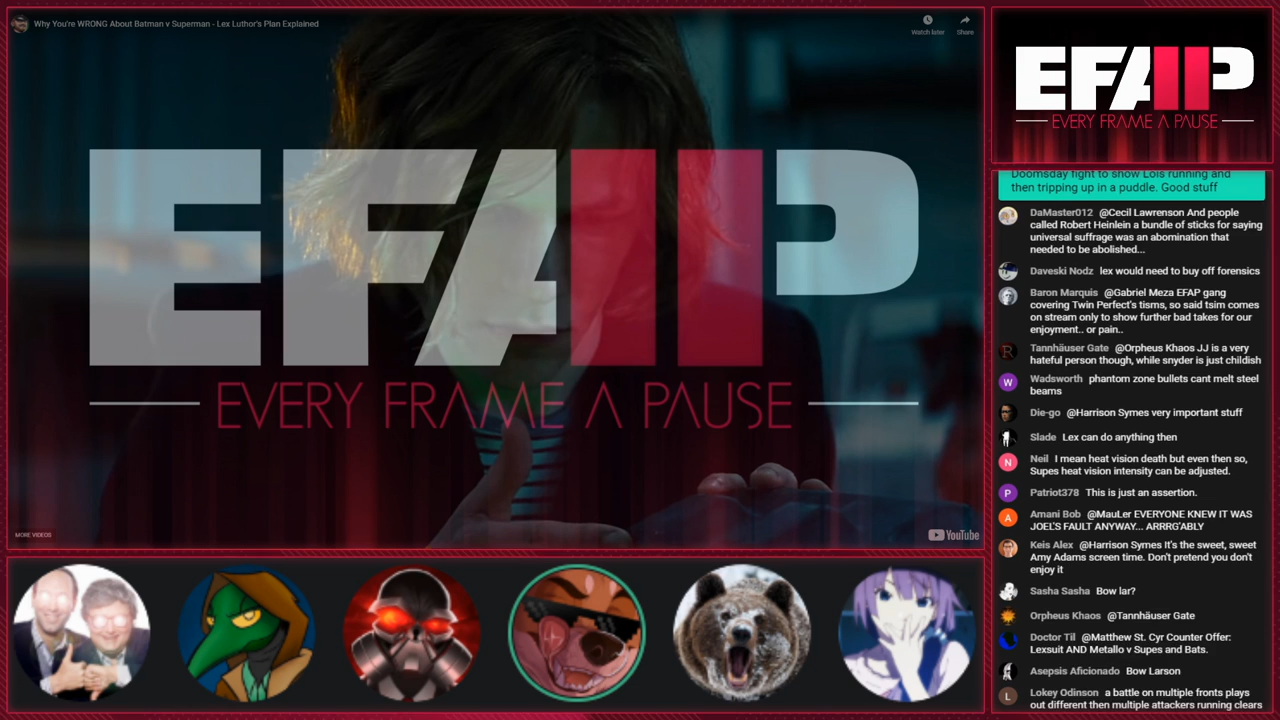 Why You're WRONG About Batman v Superman - Lex Luthor's Plan Explained
Watch later
Share
EFAP
EVERY FRAME A PAUSE
MORE VIDEOS
YouTube
EFAP
EVERY FRAME A PAUSE
Doomsday fight to show Lois running and
then tripping up in a puddle. Good stuff
DaMaster012 @Cecil Lawrenson And people
called Robert Heinlein a bundle of sticks for saying
universal suffrage was an abomination that
needed to be abolished...
Daveski Nodz lex would need to buy off forensics
Baron Marquis @Gabriel Meza EFAP gang
covering Twin Perfect's tisms, so said tsim comes
on stream only to show further bad takes for our
enjoyment.. or pain..
R
Tannhäuser Gate @Orpheus Khaos JJ is a very
hateful person though, while snyder is just childish
W
Wadsworth phantom zone bullets cant melt steel
beams
Die-go @Harrison Symes very important stuff
Slade Lex can do anything then
N
Neil I mean heat vision death but even then so,
Supes heat vision intensity can be adjusted.
P
Patriot378 This is just an assertion.
A
Amani Bob @MauLer EVERYONE KNEW IT WAS
JOEL'S FAULT ANYWAY... ARRRG'ABLY
Keis Alex @Harrison Symes It's the sweet, sweet
Amy Adams screen time. Don't pretend you don't
enjoy it
Sasha Sasha Bow lar?
Orpheus Khaos @Tannhäuser Gate
Doctor Til @Matthew St. Cyr Counter Offer:
Lexsuit AND Metallo v Supes and Bats.
Asepsis Aficionado Bow Larson
L
Lokey Odinson a battle on multiple fronts plays
out different then multiple attackers running clears